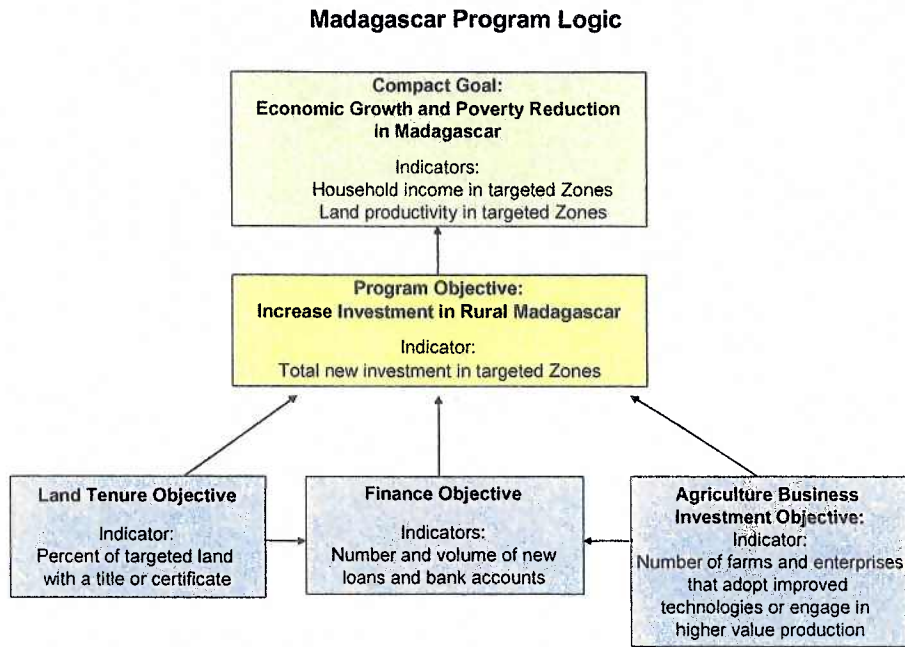 Madagascar Program Logic
Compact Goal:
Economic Growth and Poverty Reduction
in Madagascar
Indicators:
Household income in targeted Zones
Land productivity in targeted Zones
Program Objective:
Increase Investment in Rural Madagascar
Indicator:
Total new investment in targeted Zones
Land Tenure Objective
Indicator:
Percent of targeted land
with a title or certificate
Finance Objective
Indicators:
Number and volume of new
loans and bank accounts
Agriculture Business
Investment Objective:
Indicator:
Number of farms and enterprises
that adopt improved
technologies or engage in
higher value production